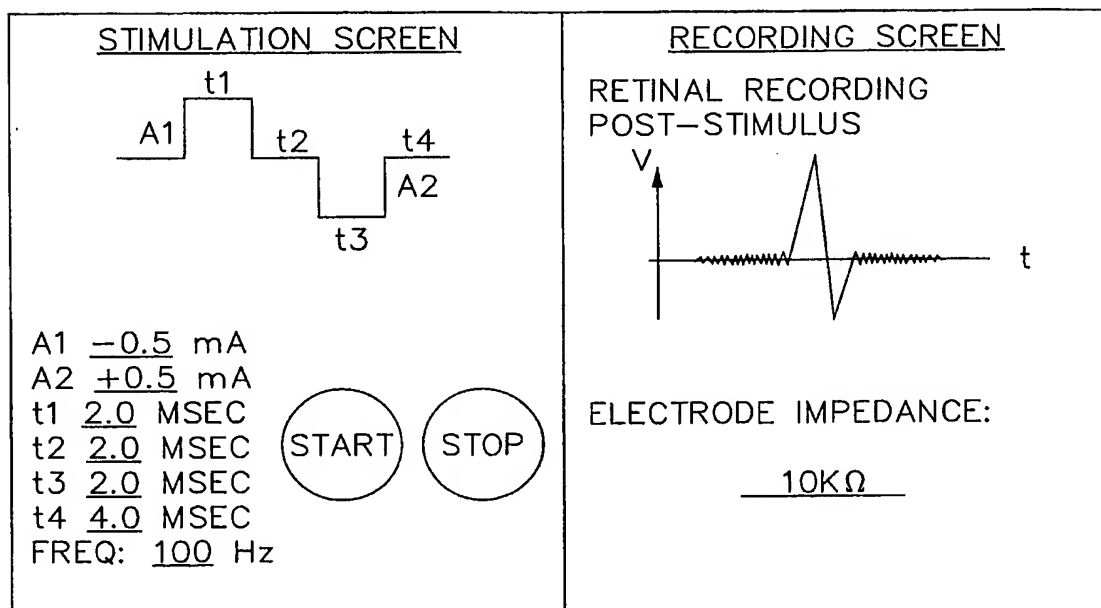 STIMULATION SCREEN
t1
A1
t2
t4
A2
t3
A1 −0.5 mA
A2 +0.5 mA
t1 2.0 MSEC
t2 2.0 MSEC
t3 2.0 MSEC
t4 4.0 MSEC
FREQ: 100 Hz
START
STOP
RECORDING SCREEN
RETINAL RECORDING
POST−STIMULUS
V
t
ELECTRODE IMPEDANCE:
10KΩ